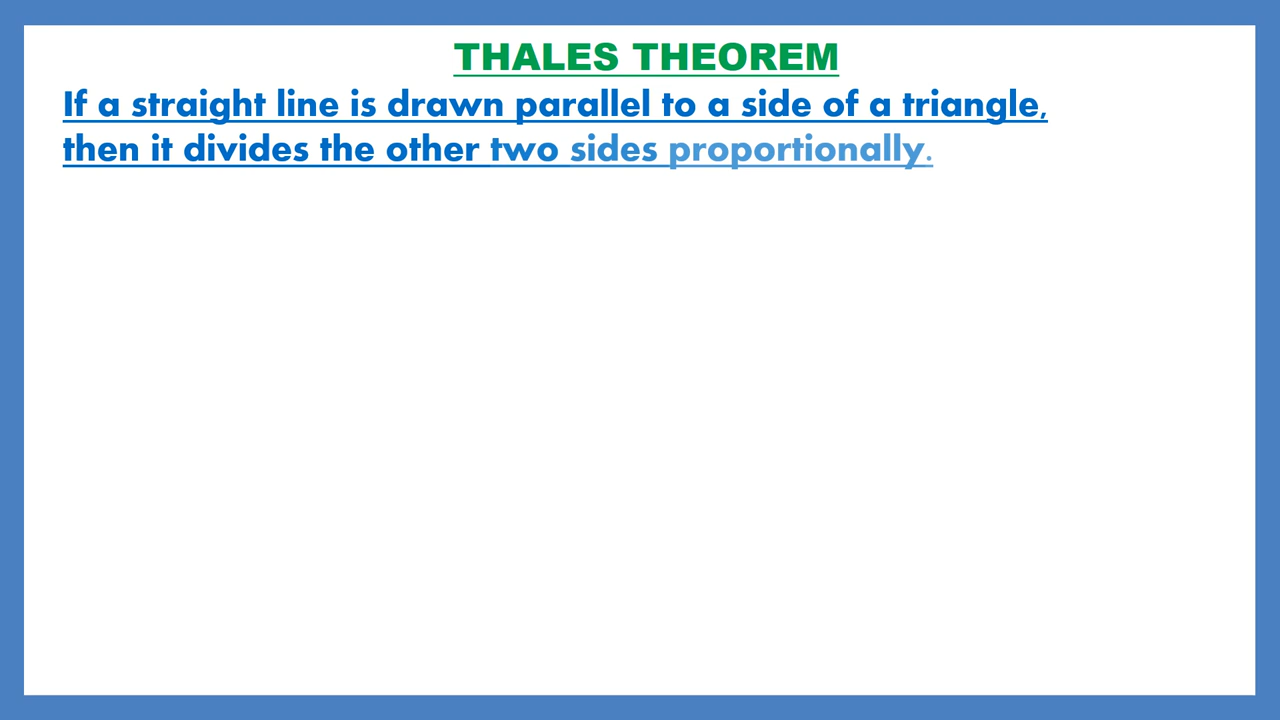 THALES THEOREM
If a straight line is drawn parallel to a side of a triangle,
then it divides the other two sides proportionally.